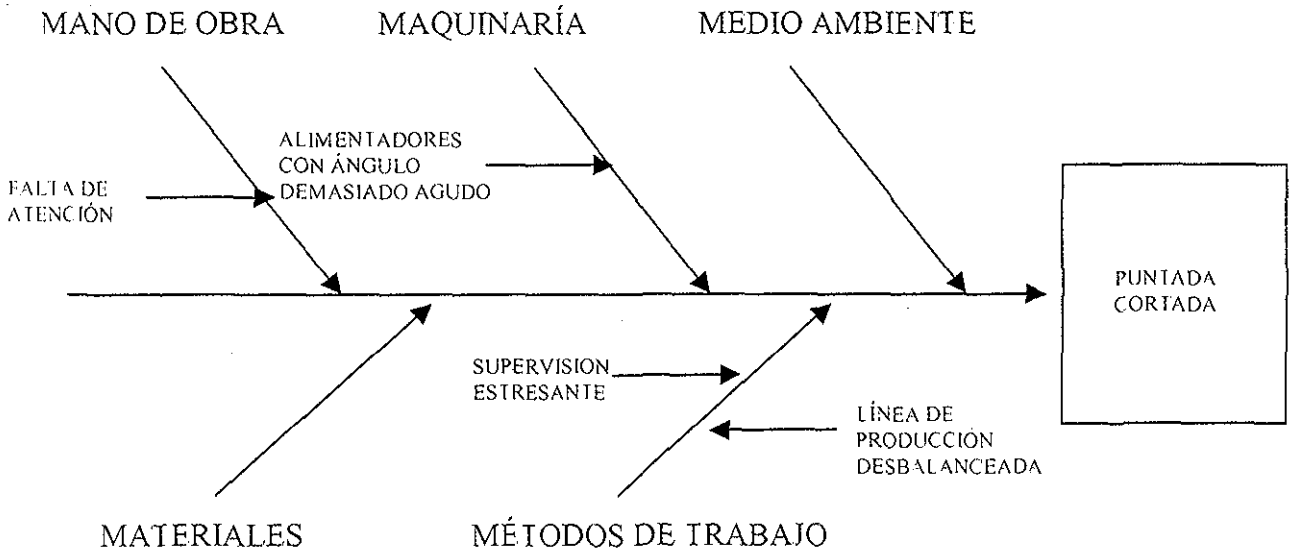 MANO DE OBRA
MAQUINARÍA
MEDIO AMBIENTE
ALIMENTADORES
CON ÁNGULO
DEMASIADO AGUDO
FALTA DE
ATENCIÓN
PUNTADA
CORTADA
SUPERVISION
ESTRESANTE
LÍNEA DE
PRODUCCIÓN
DESBALANCEADA
MATERIALES
MÉTODOS DE TRABAJO